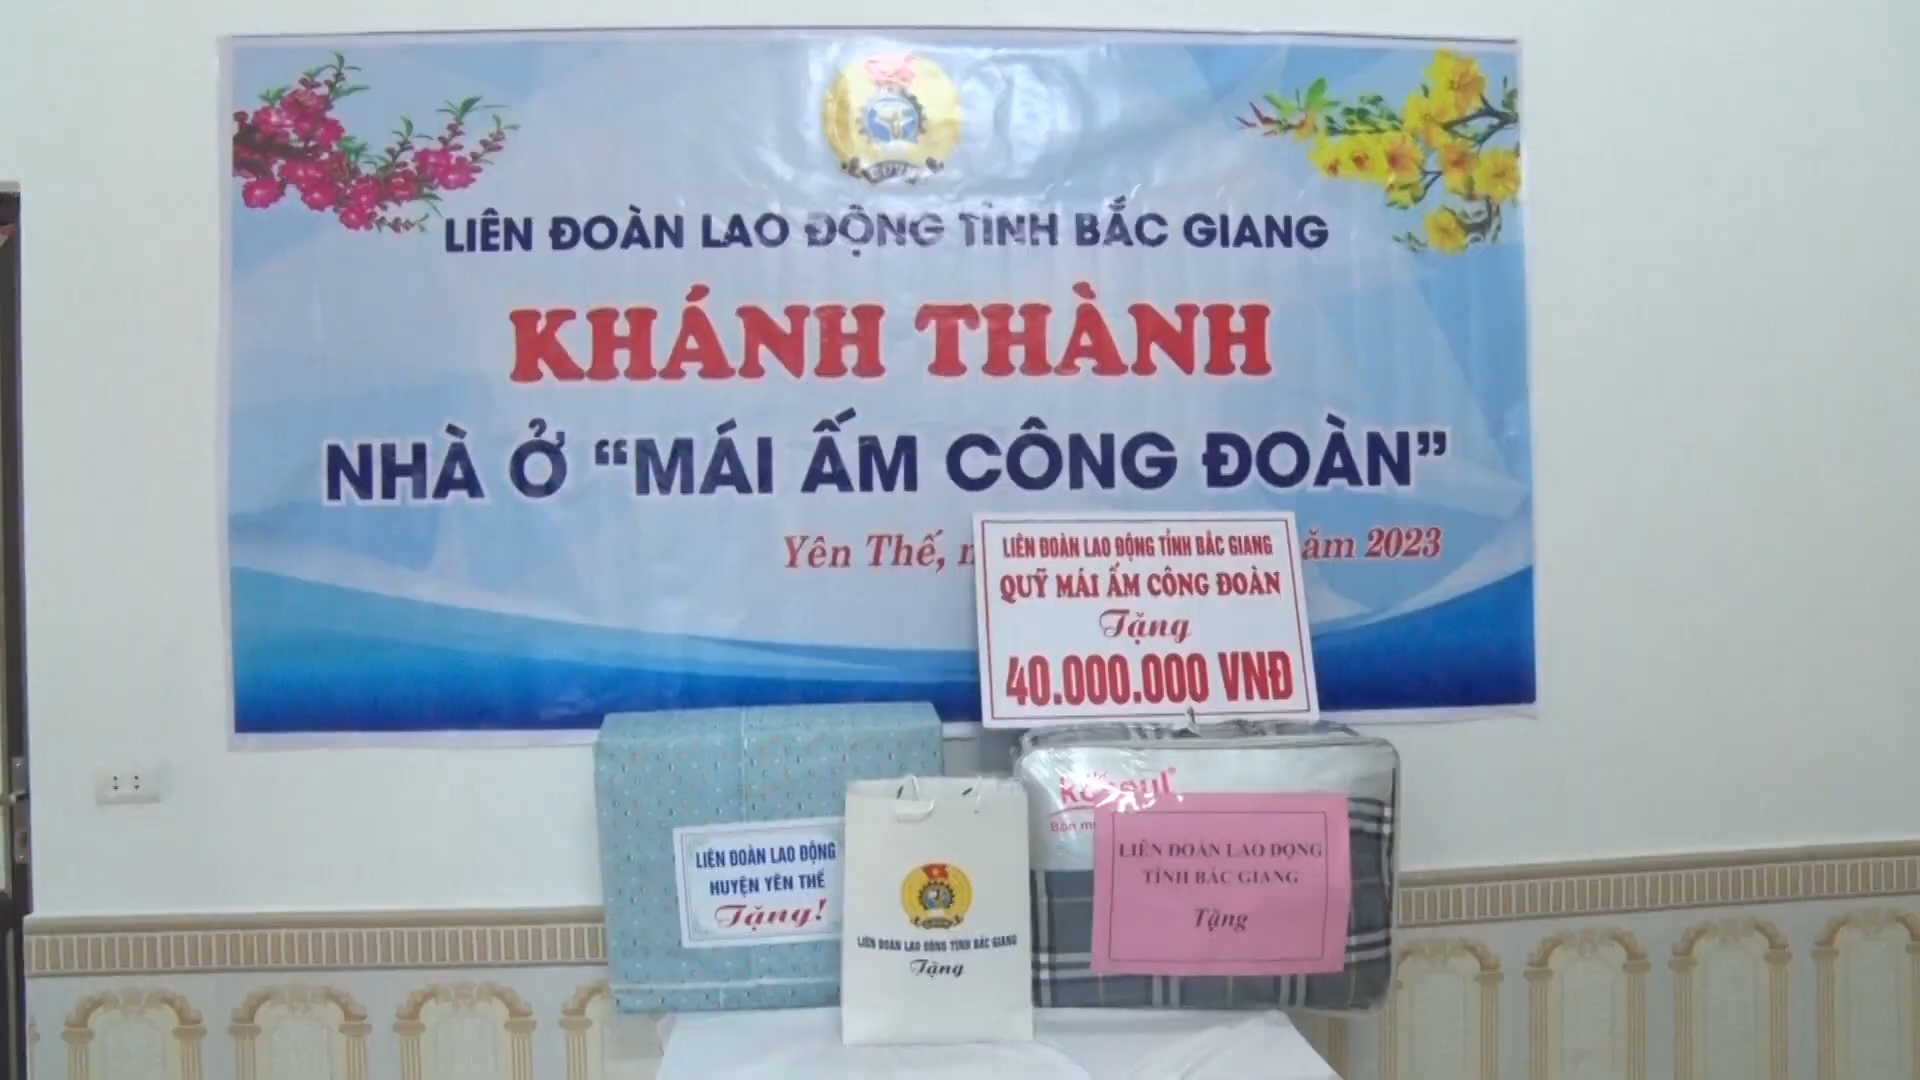 LIÊN ĐOÀN LAO ĐỘNG TỈNH BẮC GIANG
KHÁNH THÀNH
NHÀ Ở “MÁI ẤM CÔNG ĐOÀN”
Yên Thế, 2023
LIÊN ĐOÀN LAO ĐỘNG TỈNH BẮC GIANG
QUỸ MÁI ẤM CÔNG ĐOÀN
Tặng
40.000.000 VNĐ
LIÊN ĐOÀN LAO ĐỘNG
HUYỆN YÊN THẾ
Tặng!
LIÊN ĐOÀN LAO ĐỘNG TỈNH BẮC GIANG
Tặng
LIÊN ĐOÀN LAO ĐỘNG
TỈNH BẮC GIANG
Tặng